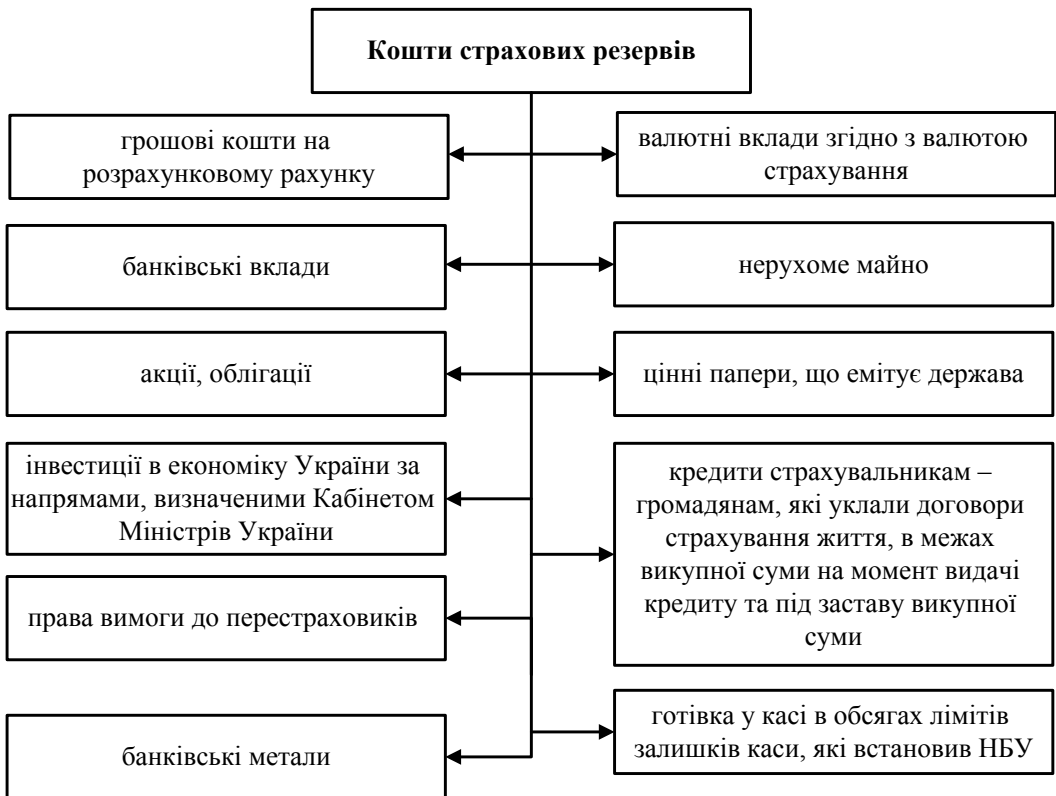 Кошти страхових резервів
грошові кошти на
розрахунковому рахунку
валютні вклади згідно з валютою
страхування
банківські вклади
нерухоме майно
акції, облігації
цінні папери, що емітує держава
інвестиції в економіку України за
напрямами, визначеними Кабінетом
Міністрів України
кредити страхувальникам –
громадянам, які уклали договори
страхування життя, в межах
викупної суми на момент видачі
кредиту та під заставу викупної
суми
права вимоги до перестраховиків
банківські метали
готівка у касі в обсягах лімітів
залишків каси, які встановив НБУ